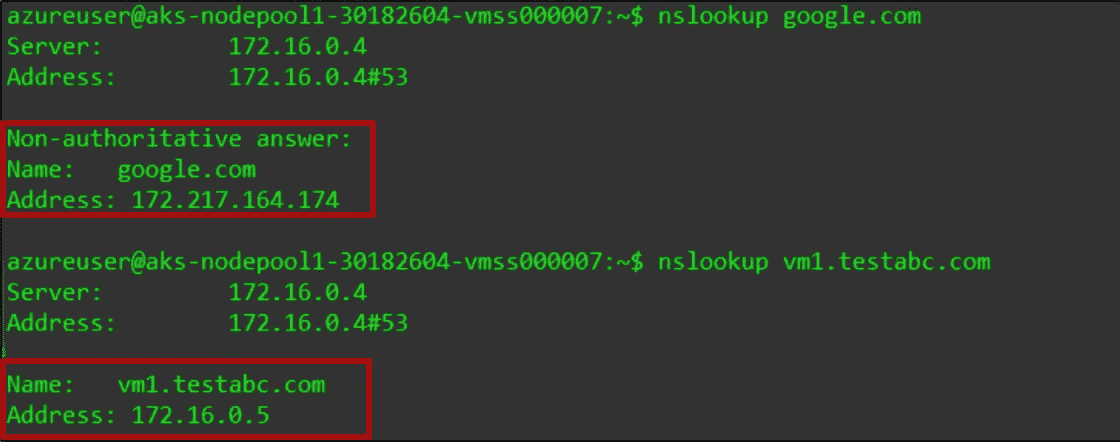 azureuser@aks-nodepool1-30182604-vmss000007:~$ nslookup google.com
Server: 172.16.0.4
Address: 172.16.0.4#53
Non-authoritative answer:
Name: google.com
Address: 172.217.164.174
azureuser@aks-nodepool1-30182604-vmss000007:~$ nslookup vm1.testabc.com
Server: 172.16.0.4
Address: 172.16.0.4#53
Name: vm1.testabc.com
Address: 172.16.0.5